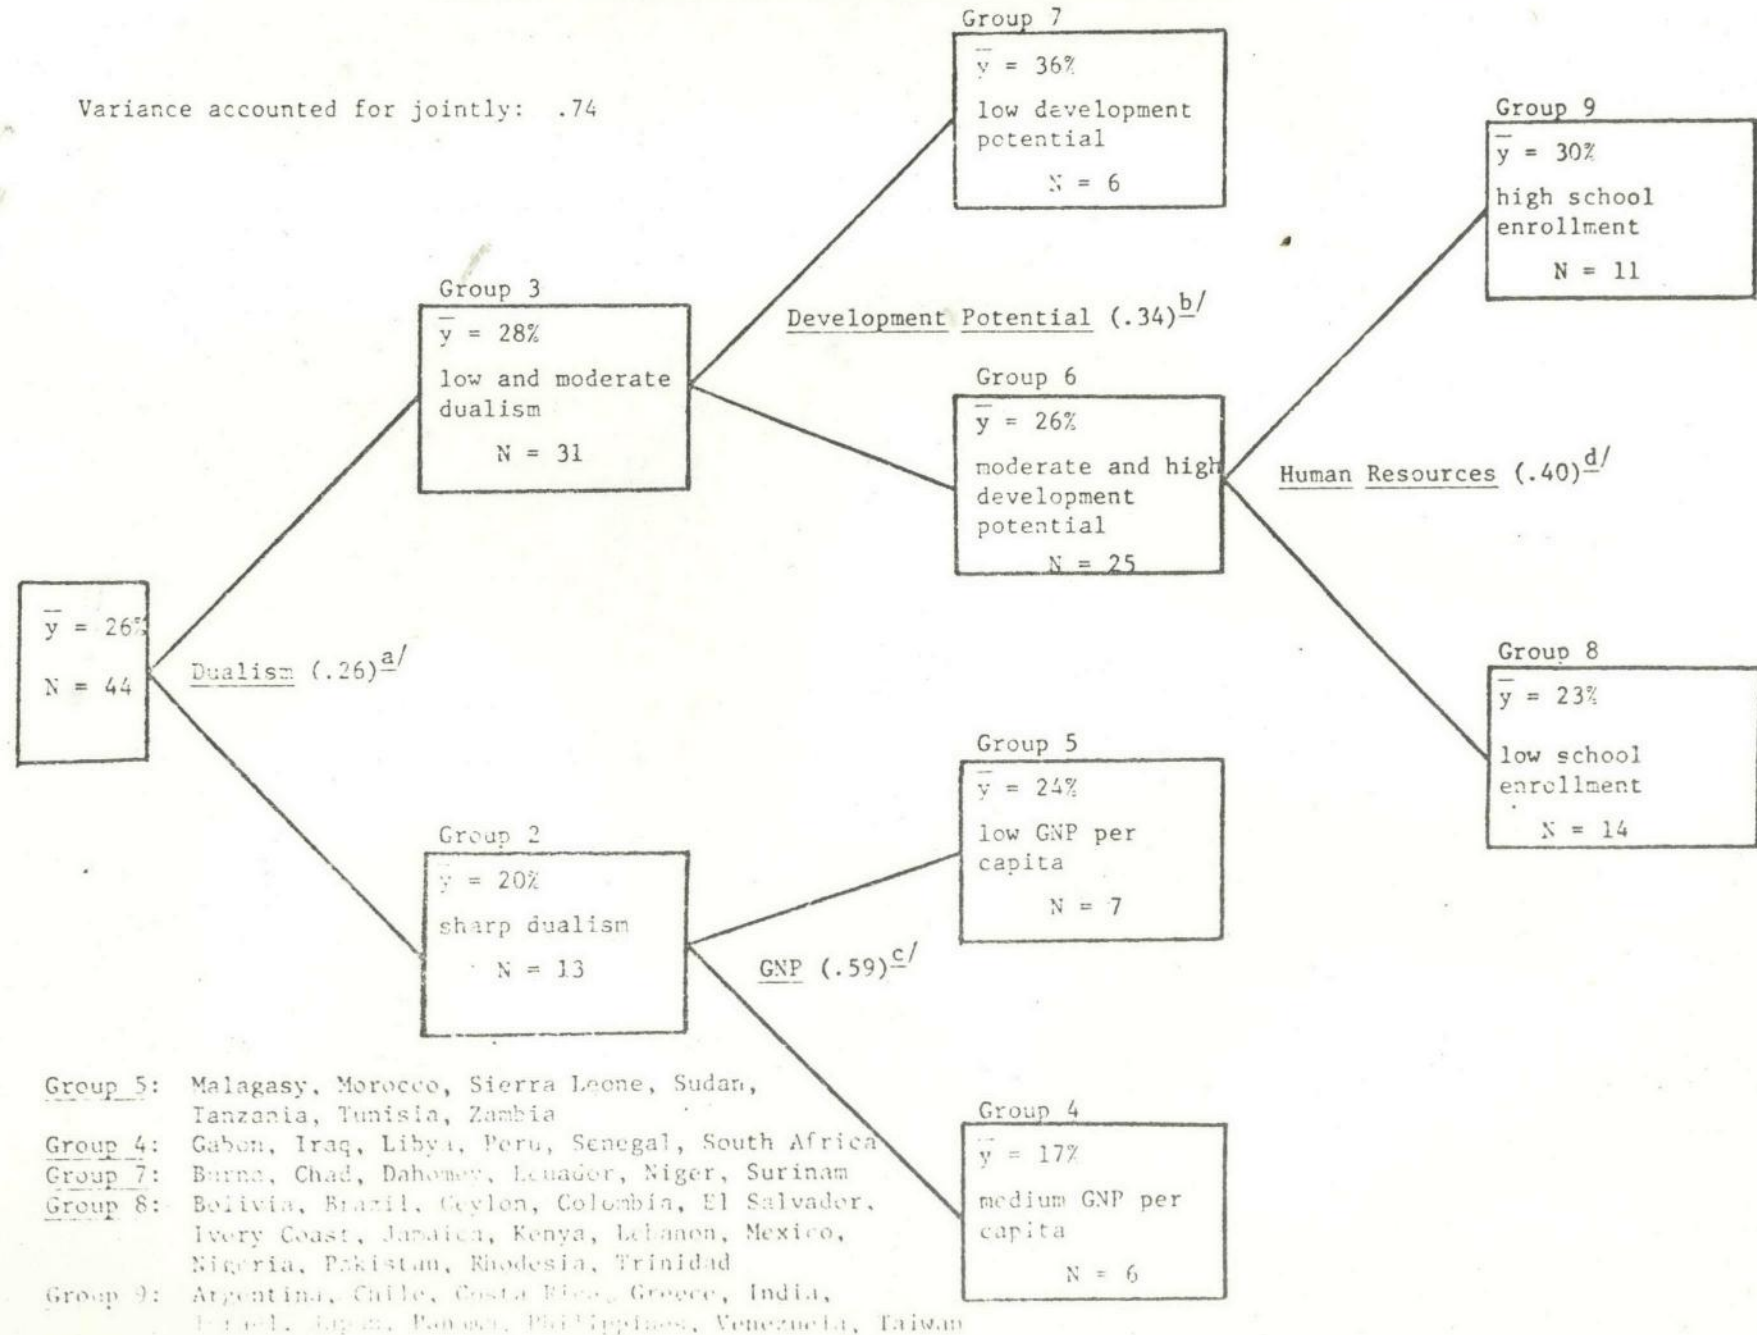 Variance accounted for jointly: .74
Group 7
y = 36%
low development
potential
N = 6
Group 9
y = 30%
high school
enrollment
N = 11
Group 3
y = 28%
low and moderate
dualism
N = 31
Development Potential (.34) b/
Group 6
y = 26%
moderate and high
development
potential
N = 25
Human Resources (.40) d/
y = 26%
N = 44
Dualism (.26) a/
Group 8
y = 23%
low school
enrollment
N = 14
Group 5
y = 24%
low GNP per
capita
N = 7
Group 2
y = 20%
sharp dualism
N = 13
GNP (.59) c/
Group 4
y = 17%
medium GNP per
capita
N = 6
Group 5: Malagasy, Morocco, Sierra Leone, Sudan,
Tanzania, Tunisia, Zambia
Group 4: Gabon, Iraq, Libya, Peru, Senegal, South Africa
Group 7: Burma, Chad, Dahomey, Ecuador, Niger, Surinam
Group 8: Bolivia, Brazil, Ceylon, Colombia, El Salvador,
Ivory Coast, Jamaica, Kenya, Lebanon, Mexico,
Nigeria, Pakistan, Rhodesia, Trinidad
Group 9: Argentina, Chile, Costa Rica, Greece, India,
Israel, Japan, Panama, Philippines, Venezuela, Taiwan